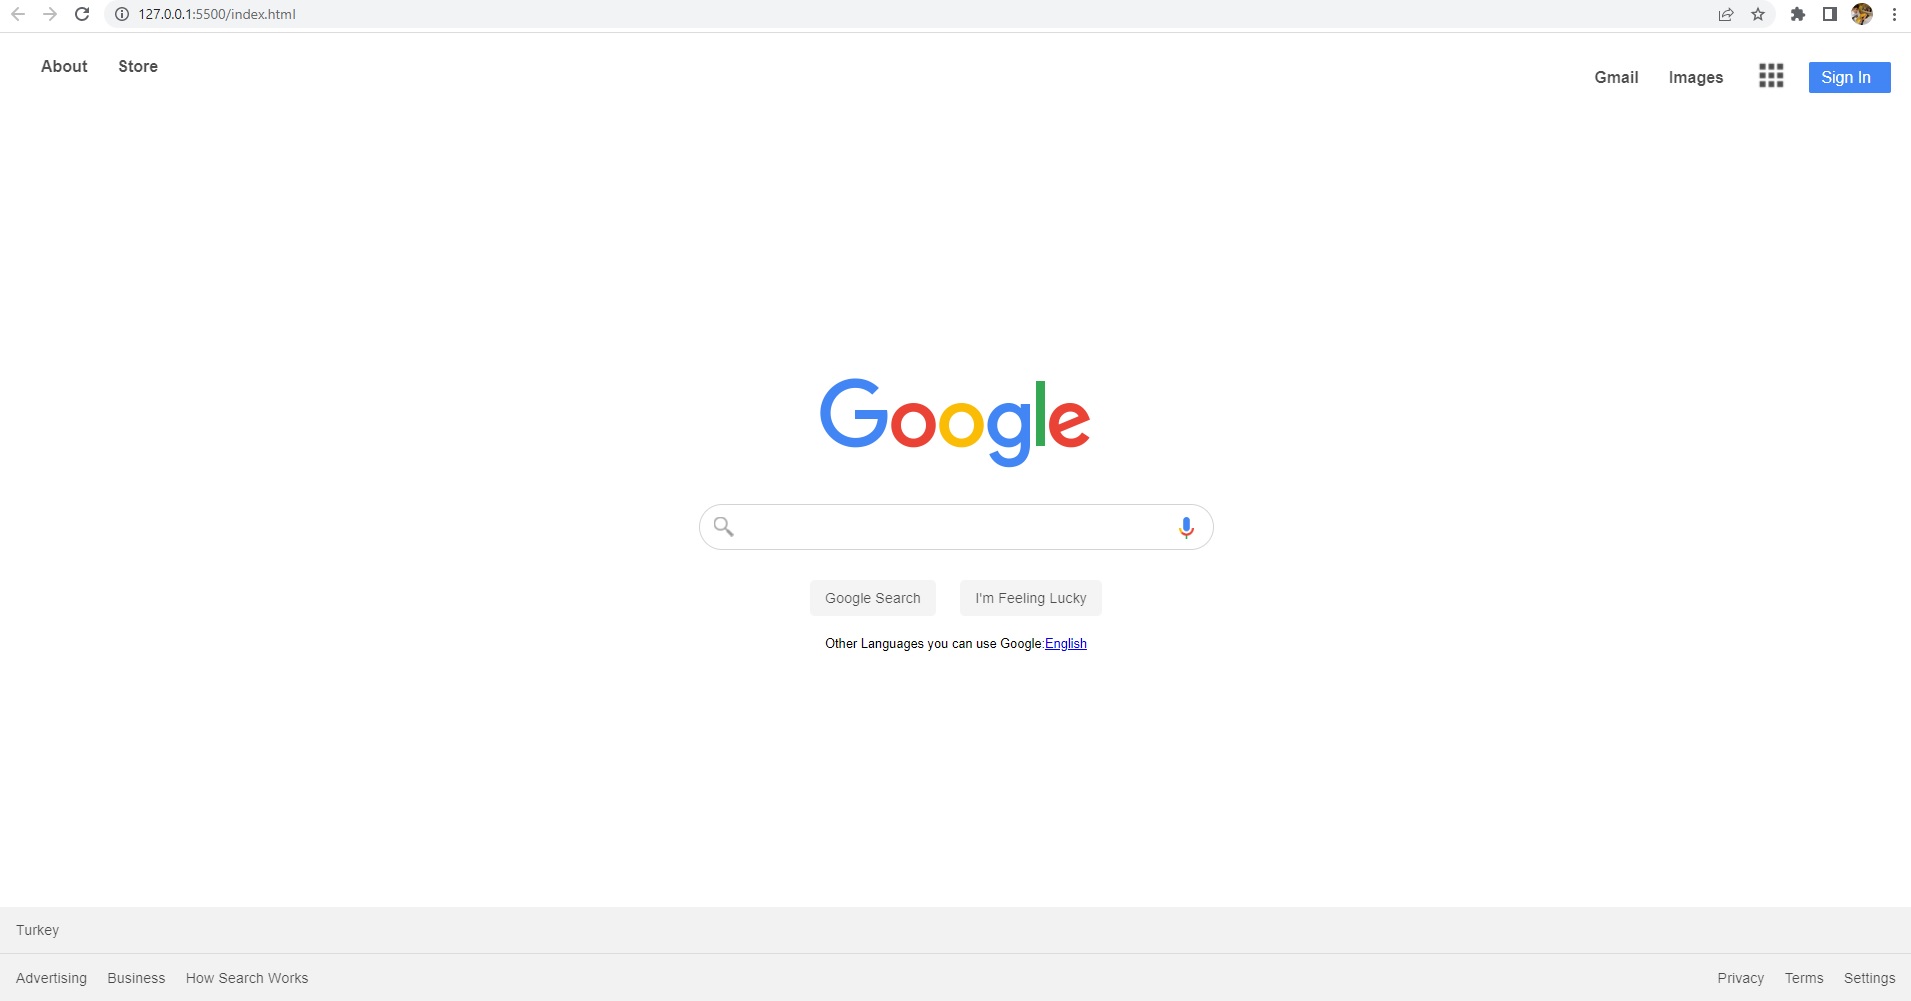 127.0.0.1:5500/index.html
About Store
Gmail Images Sign In
Google
Google Search I'm Feeling Lucky
Other Languages you can use Google:English
Turkey
Advertising Business How Search Works Privacy Terms Settings